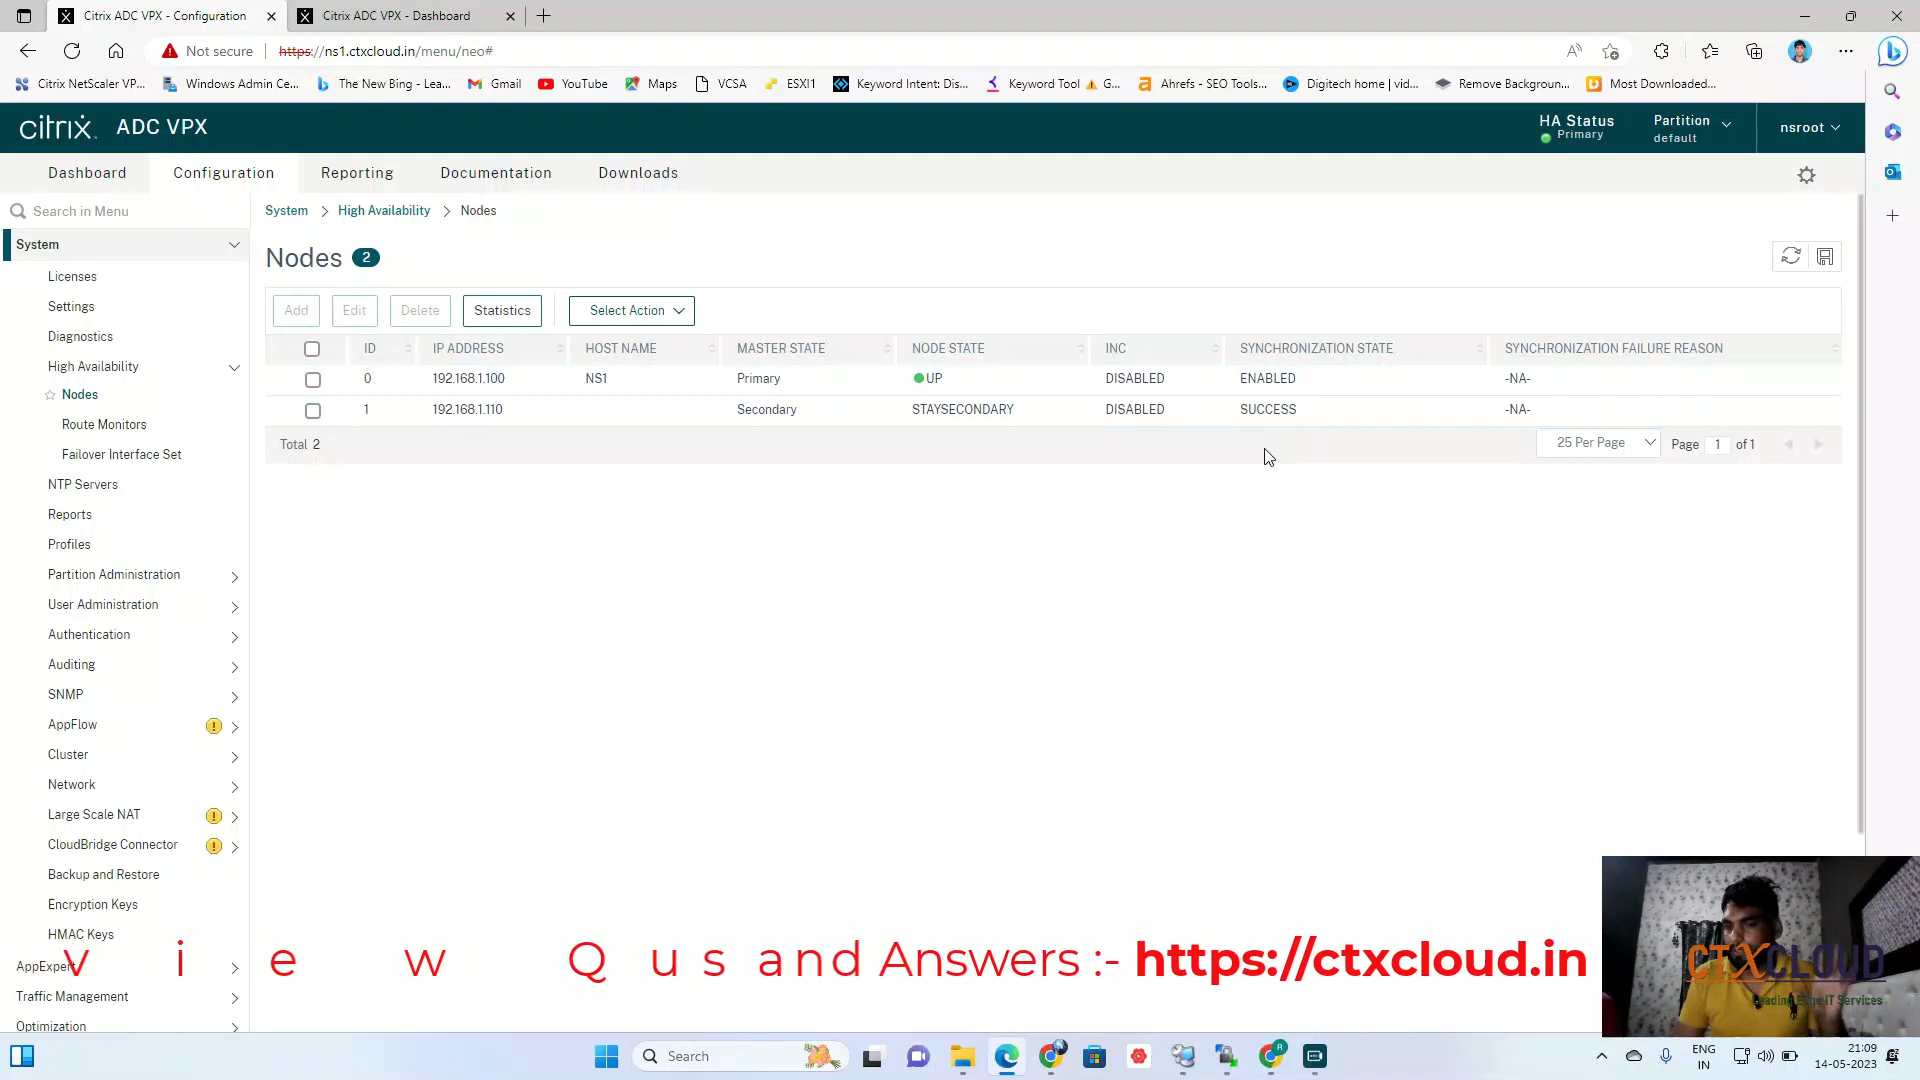 Citrix ADC VPX - Configuration
Citrix ADC VPX - Dashboard
Not secure
https://ns1.ctxcloud.in/menu/neo#
Citrix NetScaler VP...
Windows Admin Ce...
The New Bing - Lea...
Gmail
YouTube
Maps
VCSA
ESXI1
Keyword Intent: Dis...
Keyword Tool
G...
Ahrefs - SEO Tools...
Digitech home | vid...
Remove Backgroun...
Most Downloaded...
citrix ADC VPX
HA Status
Primary
Partition
default
nsroot
Dashboard
Configuration
Reporting
Documentation
Downloads
Search in Menu
System
Licenses
Settings
Diagnostics
High Availability
Nodes
Route Monitors
Failover Interface Set
NTP Servers
Reports
Profiles
Partition Administration
User Administration
Authentication
Auditing
SNMP
AppFlow
Cluster
Network
Large Scale NAT
CloudBridge Connector
Backup and Restore
Encryption Keys
HMAC Keys
AppExpert
Traffic Management
Optimization
System > High Availability > Nodes
Nodes 2
Add Edit Delete Statistics Select Action
ID IP ADDRESS HOST NAME MASTER STATE NODE STATE INC SYNCHRONIZATION STATE SYNCHRONIZATION FAILURE REASON
0 192.168.1.100 NS1 Primary UP DISABLED ENABLED -NA-
1 192.168.1.110 Secondary STAYSECONDARY DISABLED SUCCESS -NA-
Total 2
25 Per Page Page 1 of 1
v i e w Q u s and Answers :- https://ctxcloud.in
CTXCLOUD
Leading Edge IT Services
Search
ENG
IN
21:09
14-05-2023